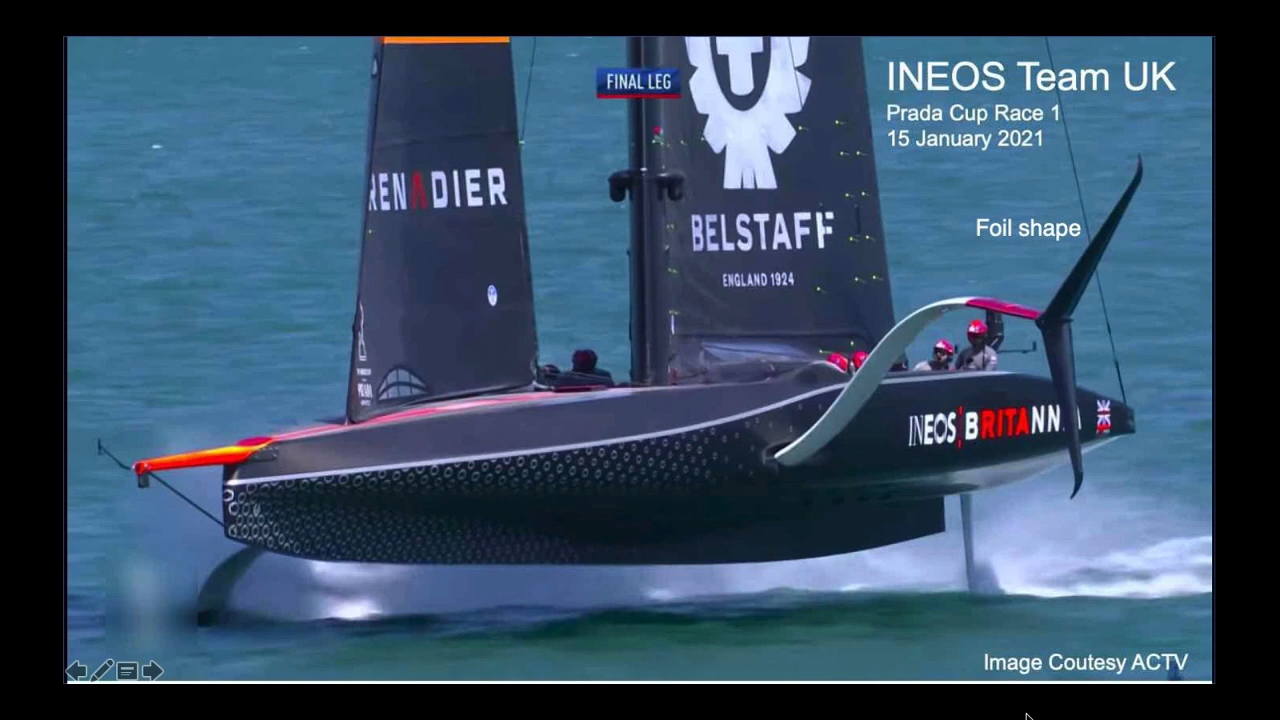 FINAL LEG
INEOS Team UK
Prada Cup Race 1
15 January 2021
RENADIER
BELSTAFF
ENGLAND 1924
Foil shape
INEOS BRITANN
Image Coutesy ACTV